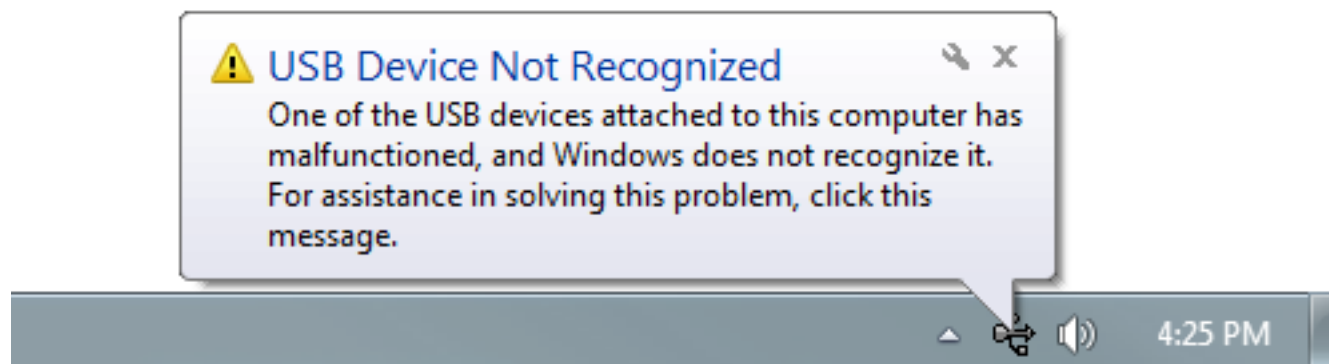 USB Device Not Recognized
One of the USB devices attached to this computer has
malfunctioned, and Windows does not recognize it.
For assistance in solving this problem, click this
message.
4:25 PM